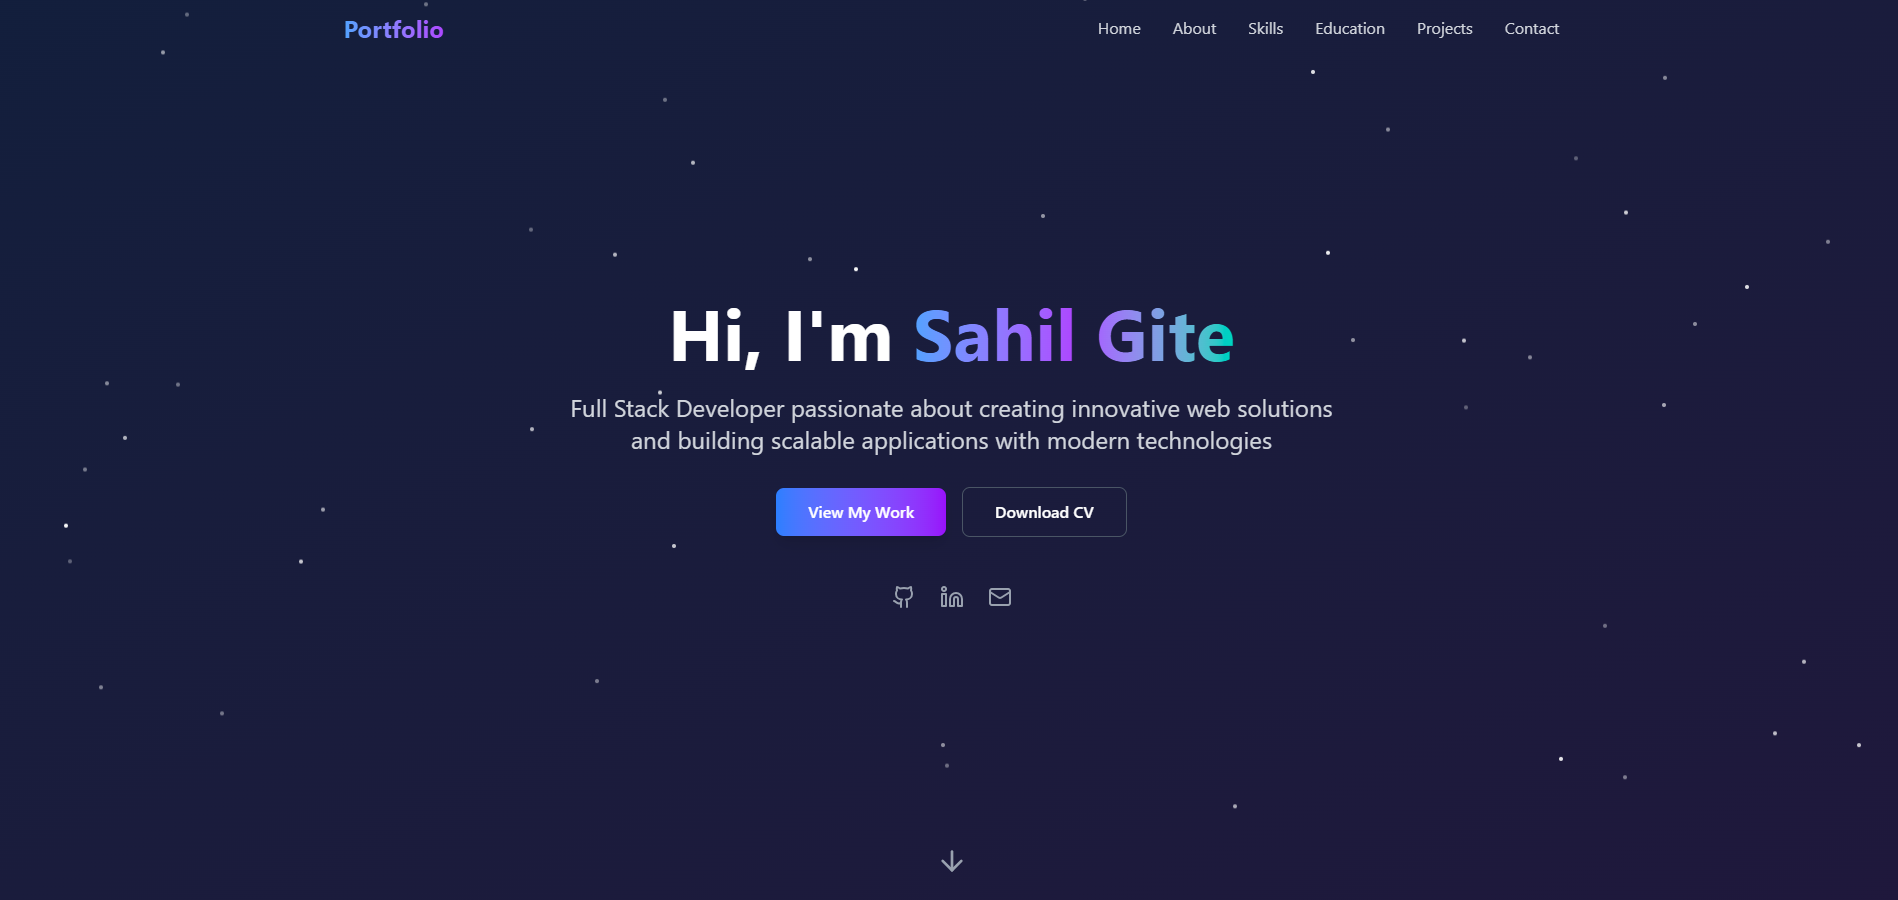 Portfolio
Home About Skills Education Projects Contact
Hi, I'm Sahil Gite
Full Stack Developer passionate about creating innovative web solutions
and building scalable applications with modern technologies
View My Work
Download CV